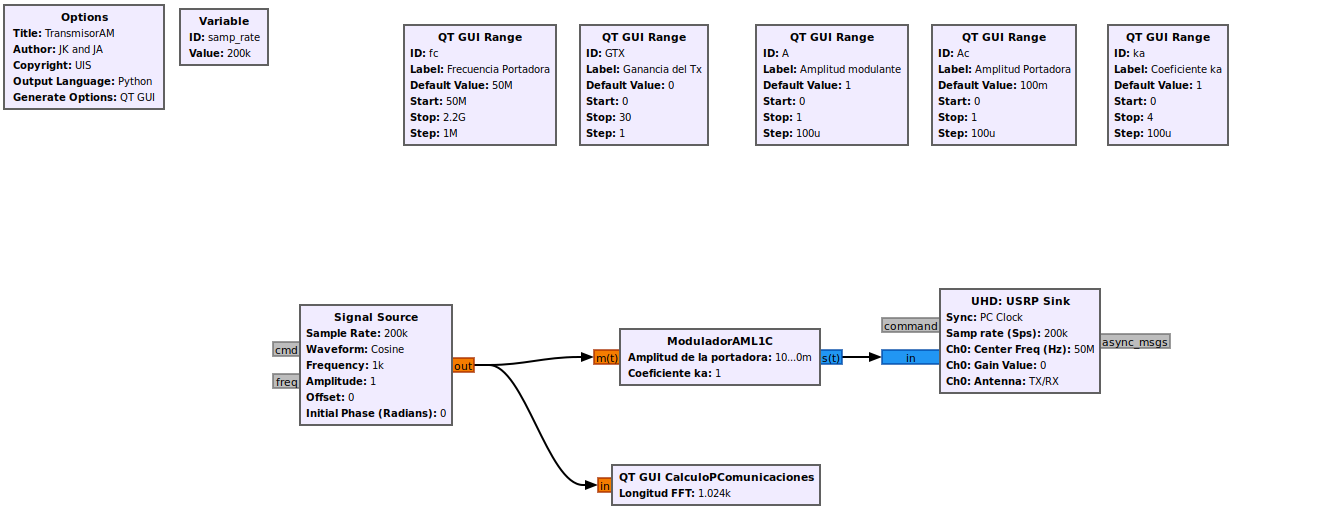 Options
Title: TransmisorAM
Author: JK and JA
Copyright: UIS
Output Language: Python
Generate Options: QT GUI
Variable
ID: samp_rate
Value: 200k
QT GUI Range
ID: fc
Label: Frecuencia Portadora
Default Value: 50M
Start: 50M
Stop: 2.2G
Step: 1M
QT GUI Range
ID: GTX
Label: Ganancia del Tx
Default Value: 0
Start: 0
Stop: 30
Step: 1
QT GUI Range
ID: A
Label: Amplitud modulante
Default Value: 1
Start: 0
Stop: 1
Step: 100u
QT GUI Range
ID: Ac
Label: Amplitud Portadora
Default Value: 100m
Start: 0
Stop: 1
Step: 100u
QT GUI Range
ID: ka
Label: Coeficiente ka
Default Value: 1
Start: 0
Stop: 4
Step: 100u
cmd
freq
Signal Source
Sample Rate: 200k
Waveform: Cosine
Frequency: 1k
Amplitude: 1
Offset: 0
Initial Phase (Radians): 0
out
m(t)
ModuladorAML1C
Amplitud de la portadora: 10...0m
Coeficiente ka: 1
s(t)
command
in
UHD: USRP Sink
Sync: PC Clock
Samp rate (Sps): 200k
Ch0: Center Freq (Hz): 50M
Ch0: Gain Value: 0
Ch0: Antenna: TX/RX
async_msgs
in
QT GUI CalculoPComunicaciones
Longitud FFT: 1.024k